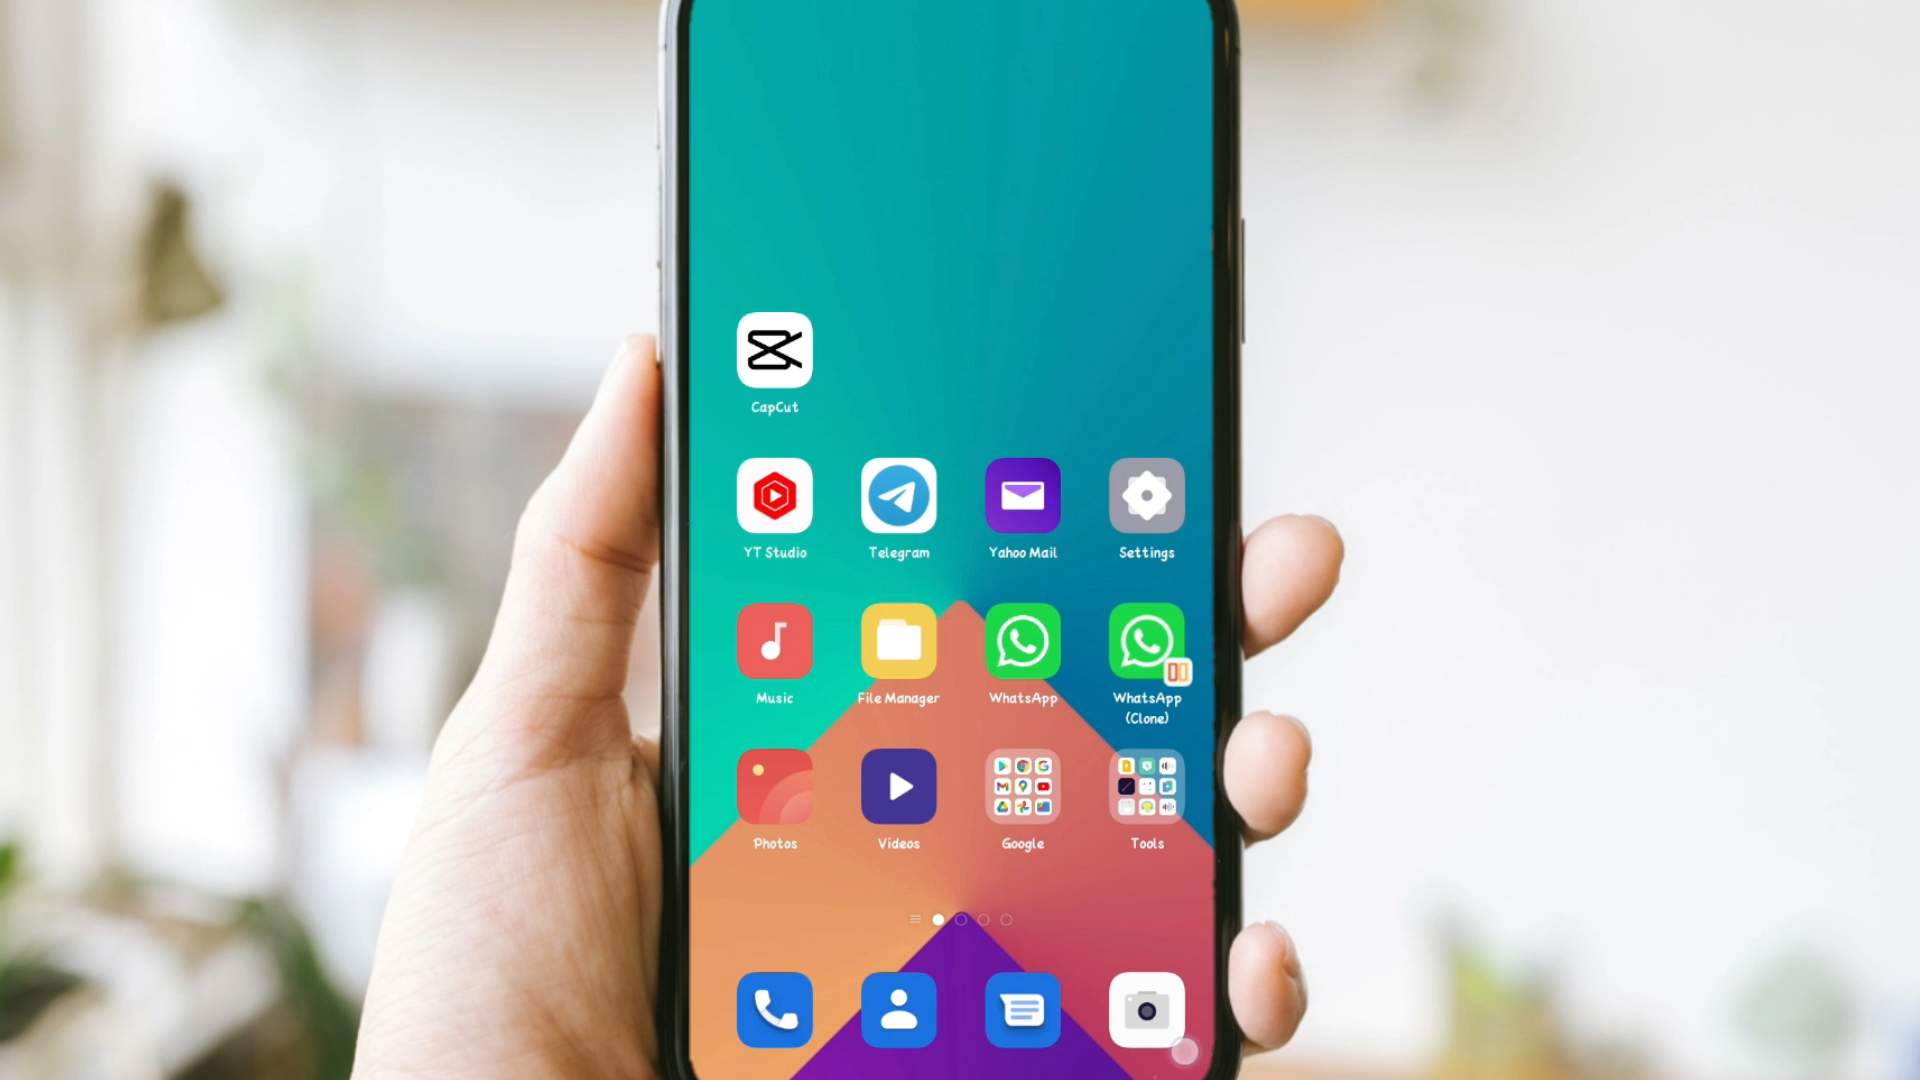 CapCut
YT Studio
Telegram
Yahoo Mail
Settings
Music
File Manager
WhatsApp
WhatsApp
(Clone)
Photos
Videos
Google
Tools